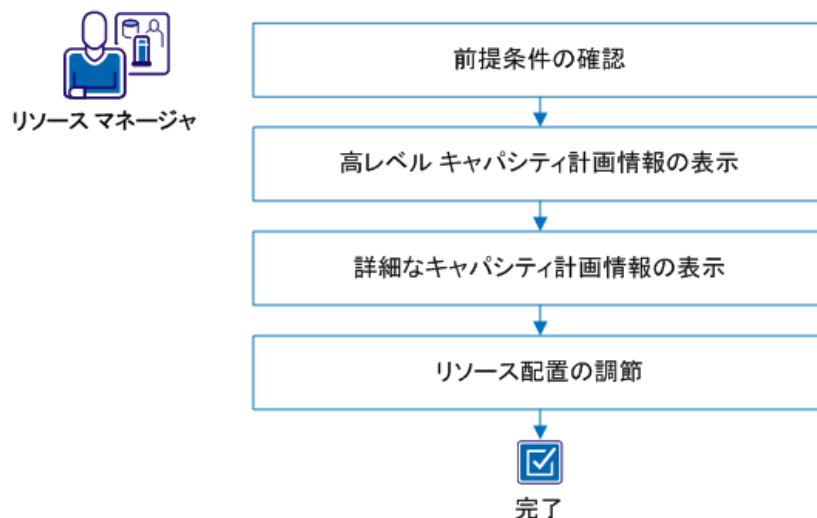 リソース マネージャ
前提条件の確認
高レベル キャパシティ計画情報の表示
詳細なキャパシティ計画情報の表示
リソース配置の調節
完了